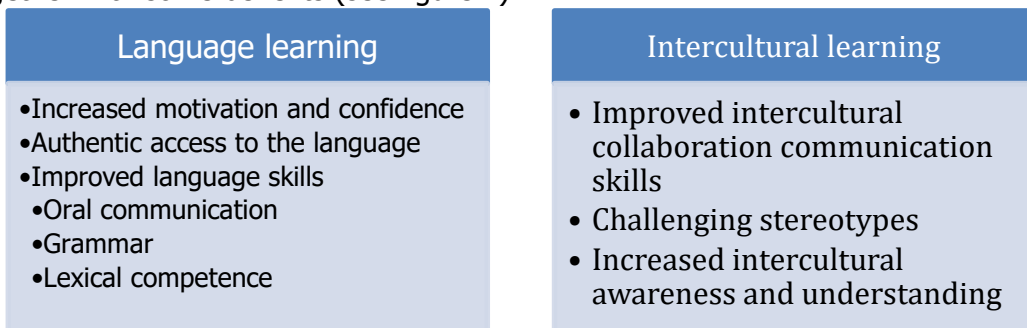 Language learning
•Increased motivation and confidence
•Authentic access to the language
•Improved language skills
•Oral communication
•Grammar
•Lexical competence
Intercultural learning
• Improved intercultural
collaboration communication
skills
• Challenging stereotypes
• Increased intercultural
awareness and understanding